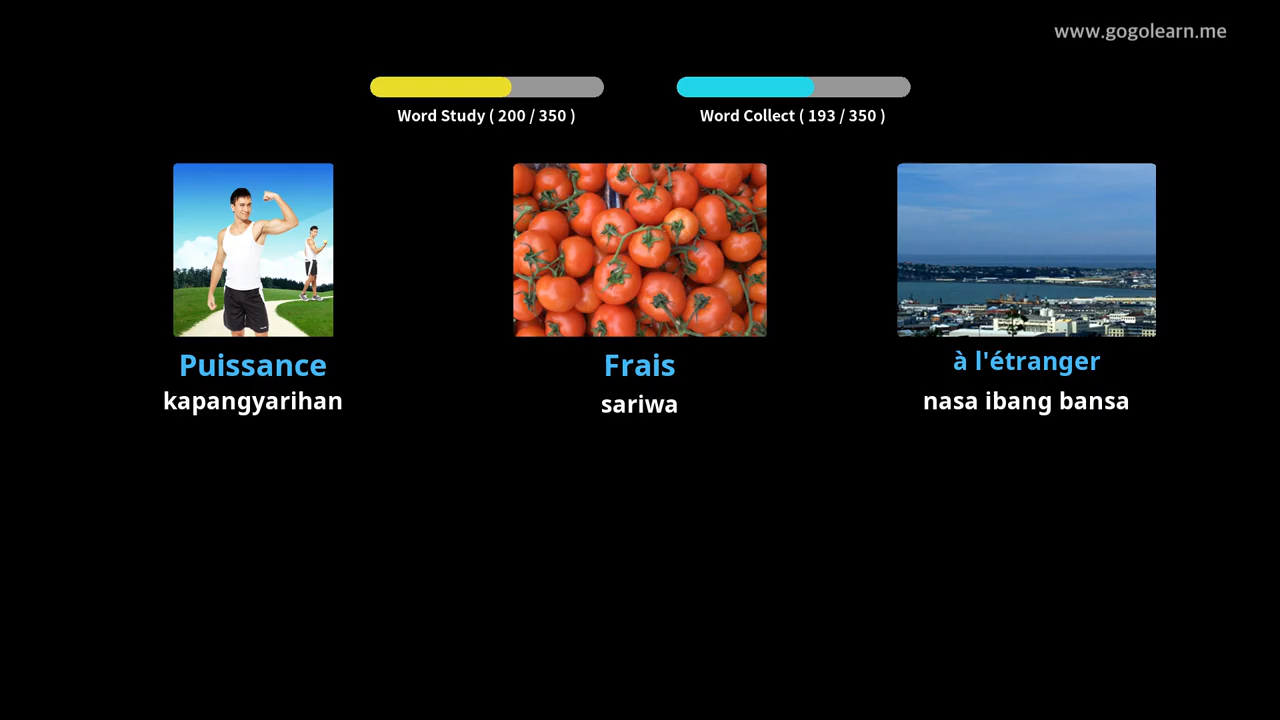 www.gogolearn.me
Word Study ( 200 / 350 )
Word Collect ( 193 / 350 )
Puissance
kapangyarihan
Frais
sariwa
à l'étranger
nasa ibang bansa